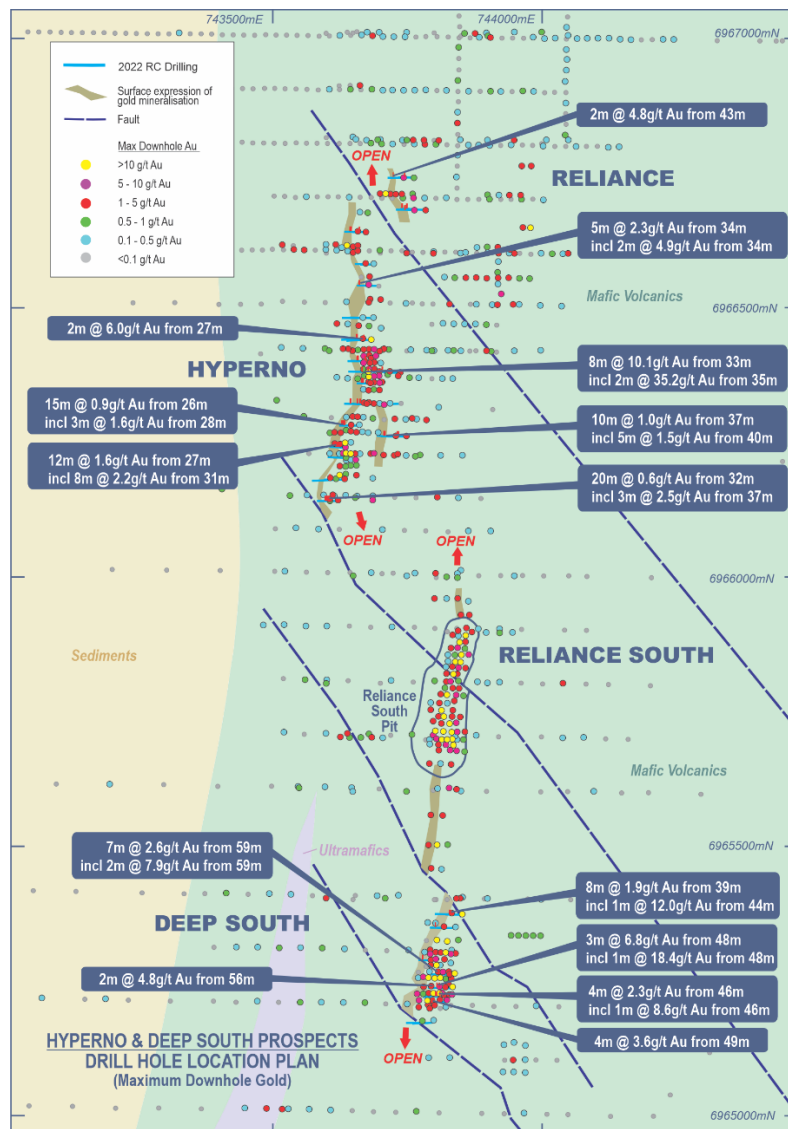 743500mE
744000mE
6967000mN
2022 RC Drilling
Surface expression of
gold mineralisation
Fault
Max Downhole Au
>10 g/t Au
5 - 10 g/t Au
1 - 5 g/t Au
0.5 - 1 g/t Au
0.1 - 0.5 g/t Au
<0.1 g/t Au
2m @ 4.8g/t Au from 43m
OPEN
RELIANCE
5m @ 2.3g/t Au from 34m
incl 2m @ 4.9g/t Au from 34m
Mafic Volcanics
6966500mN
2m @ 6.0g/t Au from 27m
HYPERNO
8m @ 10.1g/t Au from 33m
incl 2m @ 35.2g/t Au from 35m
15m @ 0.9g/t Au from 26m
incl 3m @ 1.6g/t Au from 28m
10m @ 1.0g/t Au from 37m
incl 5m @ 1.5g/t Au from 40m
12m @ 1.6g/t Au from 27m
incl 8m @ 2.2g/t Au from 31m
20m @ 0.6g/t Au from 32m
incl 3m @ 2.5g/t Au from 37m
OPEN
OPEN
6966000mN
Sediments
RELIANCE SOUTH
Reliance
South
Pit
Mafic Volcanics
7m @ 2.6g/t Au from 59m
incl 2m @ 7.9g/t Au from 59m
Ultramafics
6965500mN
8m @ 1.9g/t Au from 39m
incl 1m @ 12.0g/t Au from 44m
DEEP SOUTH
3m @ 6.8g/t Au from 48m
incl 1m @ 18.4g/t Au from 48m
2m @ 4.8g/t Au from 56m
4m @ 2.3g/t Au from 46m
incl 1m @ 8.6g/t Au from 46m
4m @ 3.6g/t Au from 49m
HYPERNO & DEEP SOUTH PROSPECTS
DRILL HOLE LOCATION PLAN
(Maximum Downhole Gold)
OPEN
6965000mN